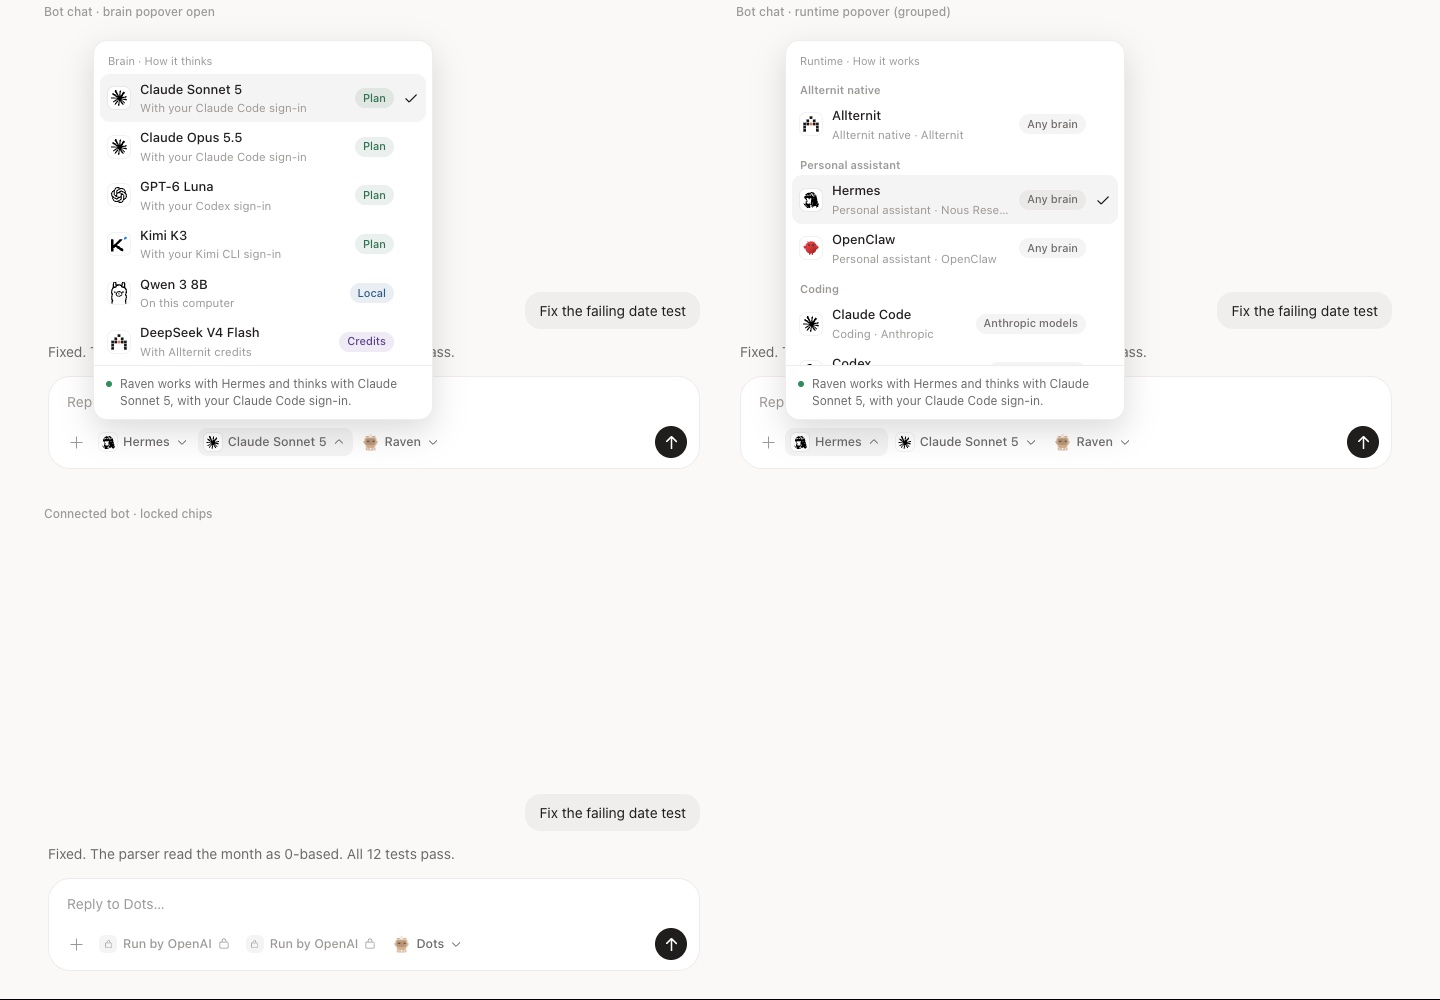 Bot chat · brain popover open
Brain · How it thinks
Claude Sonnet 5
With your Claude Code sign-in
Plan
Claude Opus 5.5
With your Claude Code sign-in
Plan
GPT-6 Luna
With your Codex sign-in
Plan
Kimi K3
With your Kimi CLI sign-in
Plan
Qwen 3 8B
On this computer
Local
DeepSeek V4 Flash
With Allternit credits
Credits
Raven works with Hermes and thinks with Claude
Sonnet 5, with your Claude Code sign-in.
Fix the failing date test
Fixed. ass.
Rep
Hermes
Claude Sonnet 5
Raven
Bot chat · runtime popover (grouped)
Runtime · How it works
Allternit native
Allternit
Allternit native · Allternit
Any brain
Personal assistant
Hermes
Personal assistant · Nous Rese...
Any brain
OpenClaw
Personal assistant · OpenClaw
Any brain
Coding
Claude Code
Coding · Anthropic
Anthropic models
Codex
Raven works with Hermes and thinks with Claude
Sonnet 5, with your Claude Code sign-in.
Fix the failing date test
Fixed. ass.
Rep
Hermes
Claude Sonnet 5
Raven
Connected bot · locked chips
Fix the failing date test
Fixed. The parser read the month as 0-based. All 12 tests pass.
Reply to Dots...
Run by OpenAI
Run by OpenAI
Dots